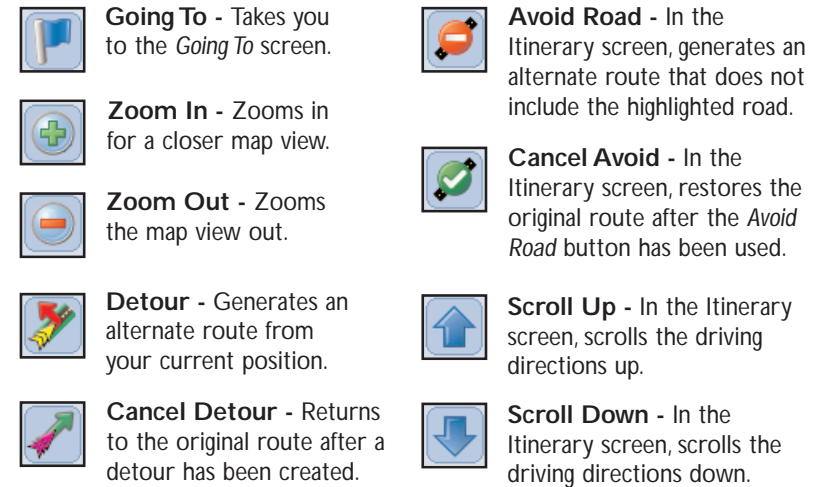 Going To - Takes you
to the Going To screen.
Zoom In - Zooms in
for a closer map view.
Zoom Out - Zooms
the map view out.
Detour - Generates an
alternate route from
your current position.
Cancel Detour - Returns
to the original route after a
detour has been created.
Avoid Road - In the
Itinerary screen, generates an
alternate route that does not
include the highlighted road.
Cancel Avoid - In the
Itinerary screen, restores the
original route after the Avoid
Road button has been used.
Scroll Up - In the Itinerary
screen, scrolls the driving
directions up.
Scroll Down - In the
Itinerary screen, scrolls the
driving directions down.